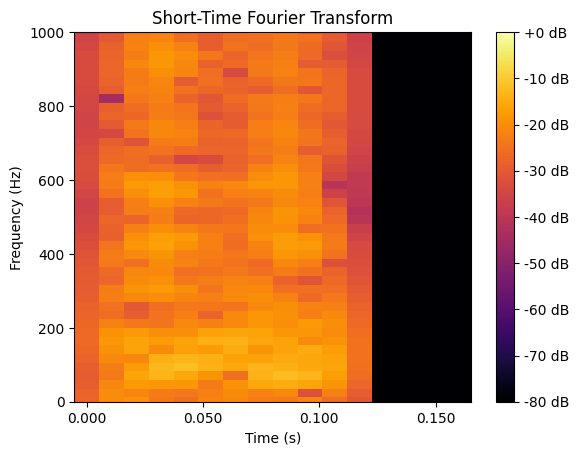 Short-Time Fourier Transform
Frequency (Hz)
1000
800
600
400
200
0
0.000
0.050
0.100
0.150
Time (s)
+0 dB
-10 dB
-20 dB
-30 dB
-40 dB
-50 dB
-60 dB
-70 dB
-80 dB